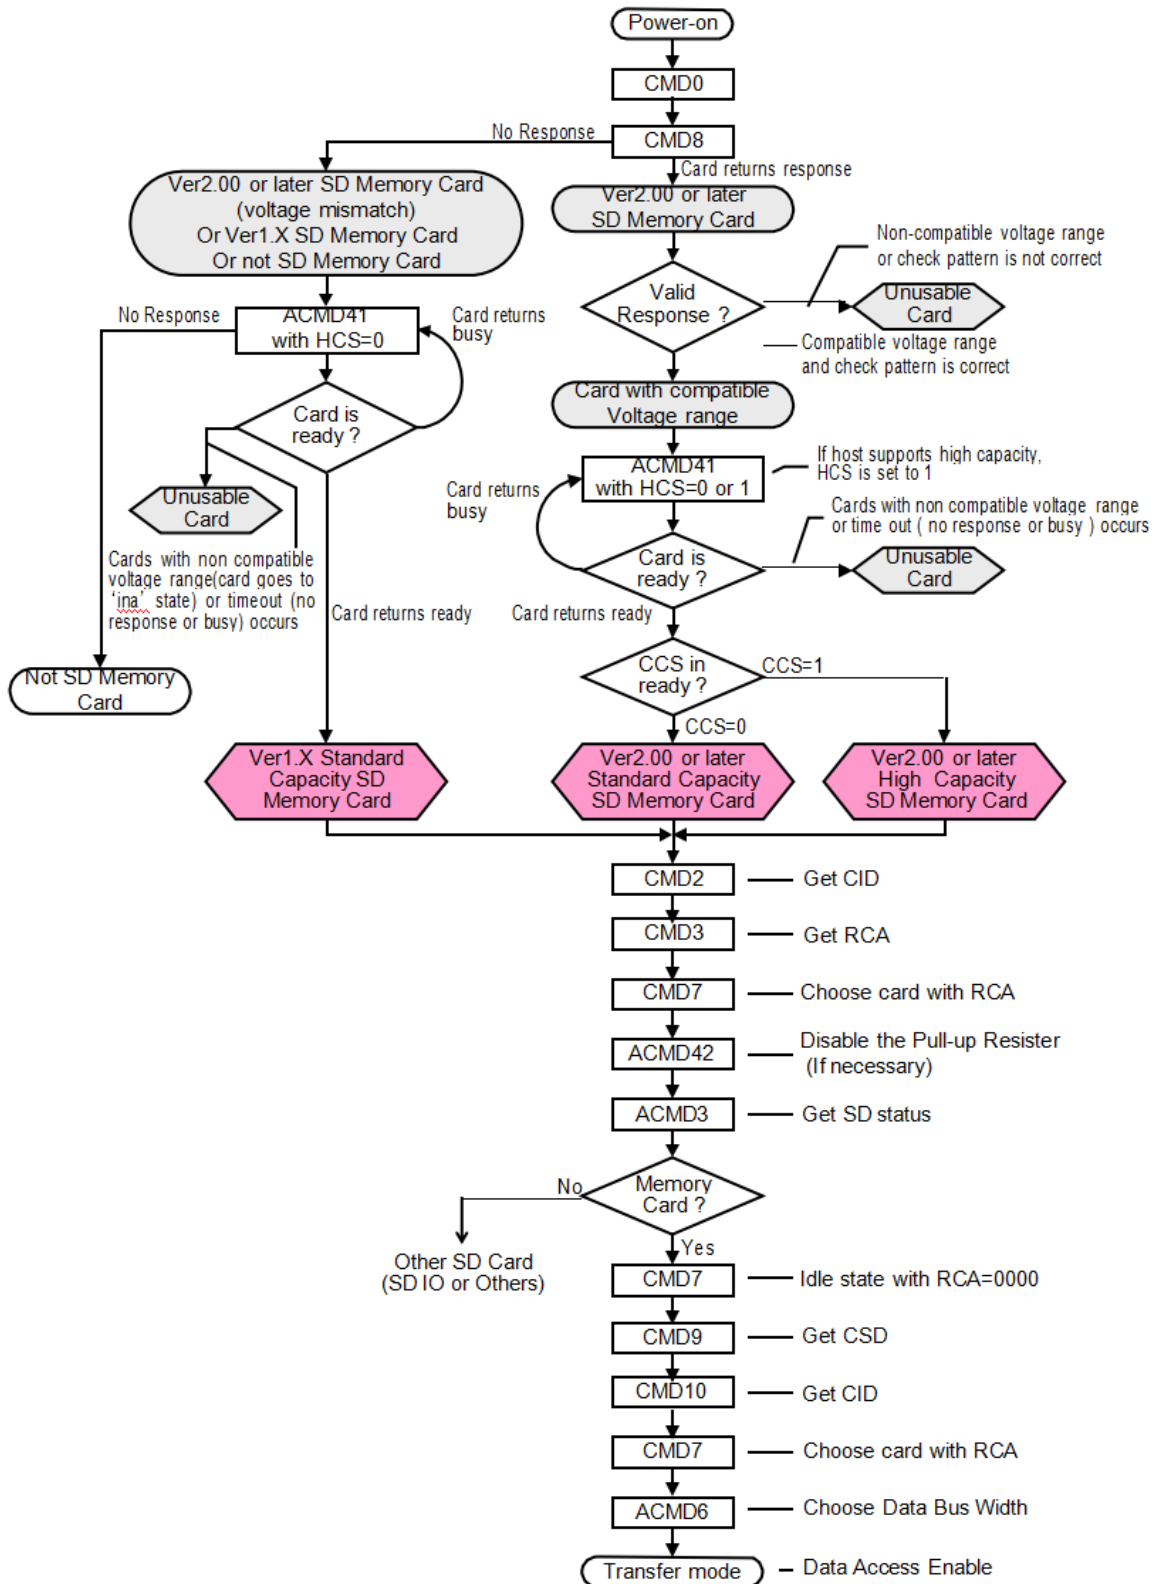 Power-on
CMD0
No Response
CMD8
Card returns response
Ver2.00 or later SD Memory Card
(voltage mismatch)
Or Ver1.X SD Memory Card
Or not SD Memory Card
Ver2.00 or later
SD Memory Card
Non-compatible voltage range
or check pattern is not correct
Valid
Response ?
Unusable
Card
Compatible voltage range
and check pattern is correct
No Response
ACMD41
with HCS=0
Card returns
busy
Card is
ready ?
Card with compatible
Voltage range
ACMD41
with HCS=0 or 1
If host supports high capacity,
HCS is set to 1
Card returns
busy
Unusable
Card
Cards with non compatible voltage range
or time out ( no response or busy ) occurs
Card is
ready ?
Unusable
Card
Cards with non compatible
voltage range(card goes to
‘ina’ state) or timeout (no
response or busy) occurs
Card returns ready
Card returns ready
Not SD Memory
Card
CCS in
ready ?
CCS=1
CCS=0
Ver1.X Standard
Capacity SD
Memory Card
Ver2.00 or later
Standard Capacity
SD Memory Card
Ver2.00 or later
High Capacity
SD Memory Card
CMD2
Get CID
CMD3
Get RCA
CMD7
Choose card with RCA
ACMD42
Disable the Pull-up Resister
(If necessary)
ACMD3
Get SD status
Memory
Card ?
No
Other SD Card
(SD IO or Others)
Yes
CMD7
Idle state with RCA=0000
CMD9
Get CSD
CMD10
Get CID
CMD7
Choose card with RCA
ACMD6
Choose Data Bus Width
Transfer mode
Data Access Enable